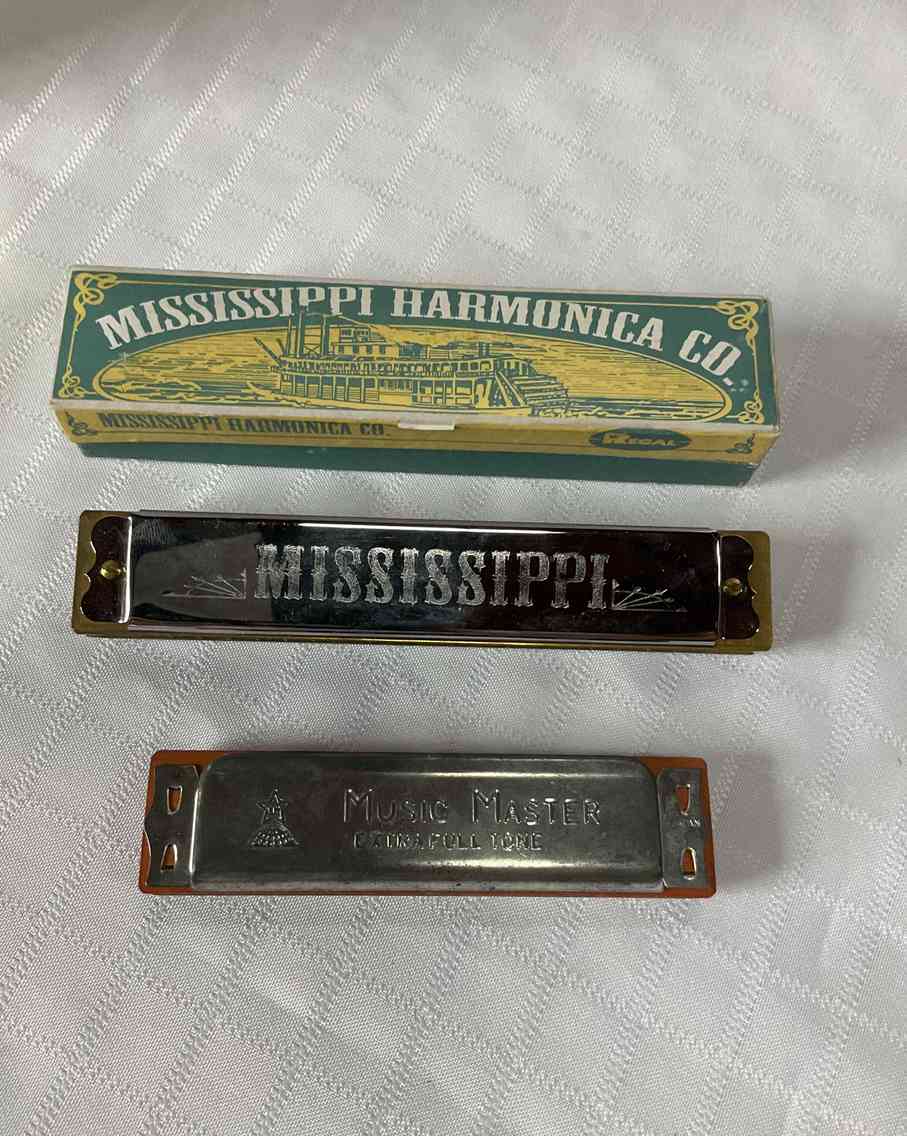 MISSISSIPPI HARMONICA CO.
MISSISSIPPI HARMONICA CO.
REGAL
MISSISSIPPI
MUSIC MASTER
EXTRA FULL TONE